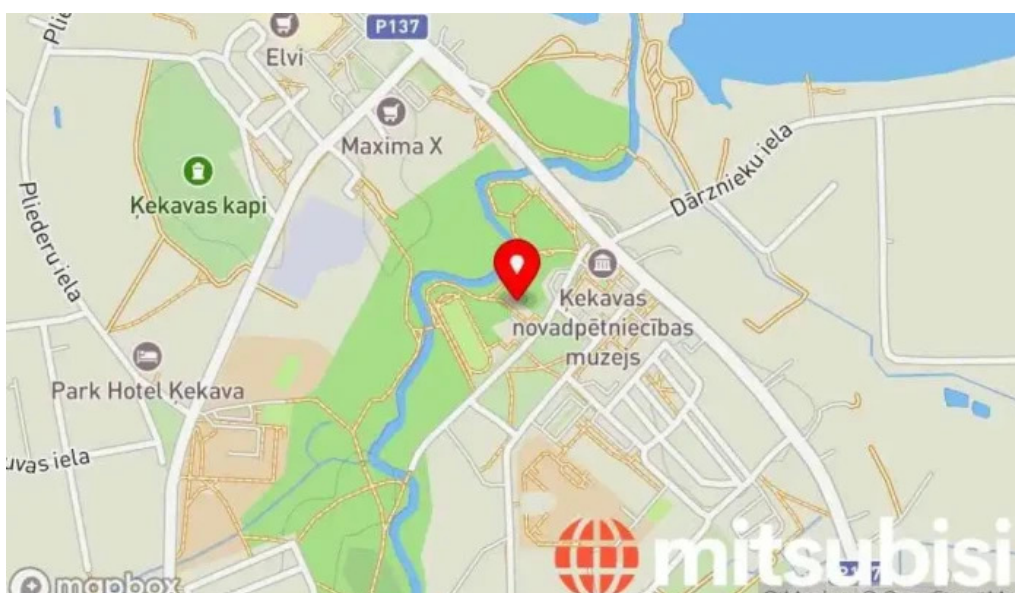 P137
Elvi
Maxima X
Ķekavas kapi
Dārznieku iela
Pliederu iela
Ķekavas
novadpētniecības
muzejs
Park Hotel Ķekava
uvas iela
mitsubisi
mapbox